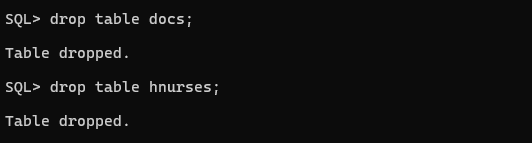 SQL> drop table docs;
Table dropped.
SQL> drop table hnurses;
Table dropped.